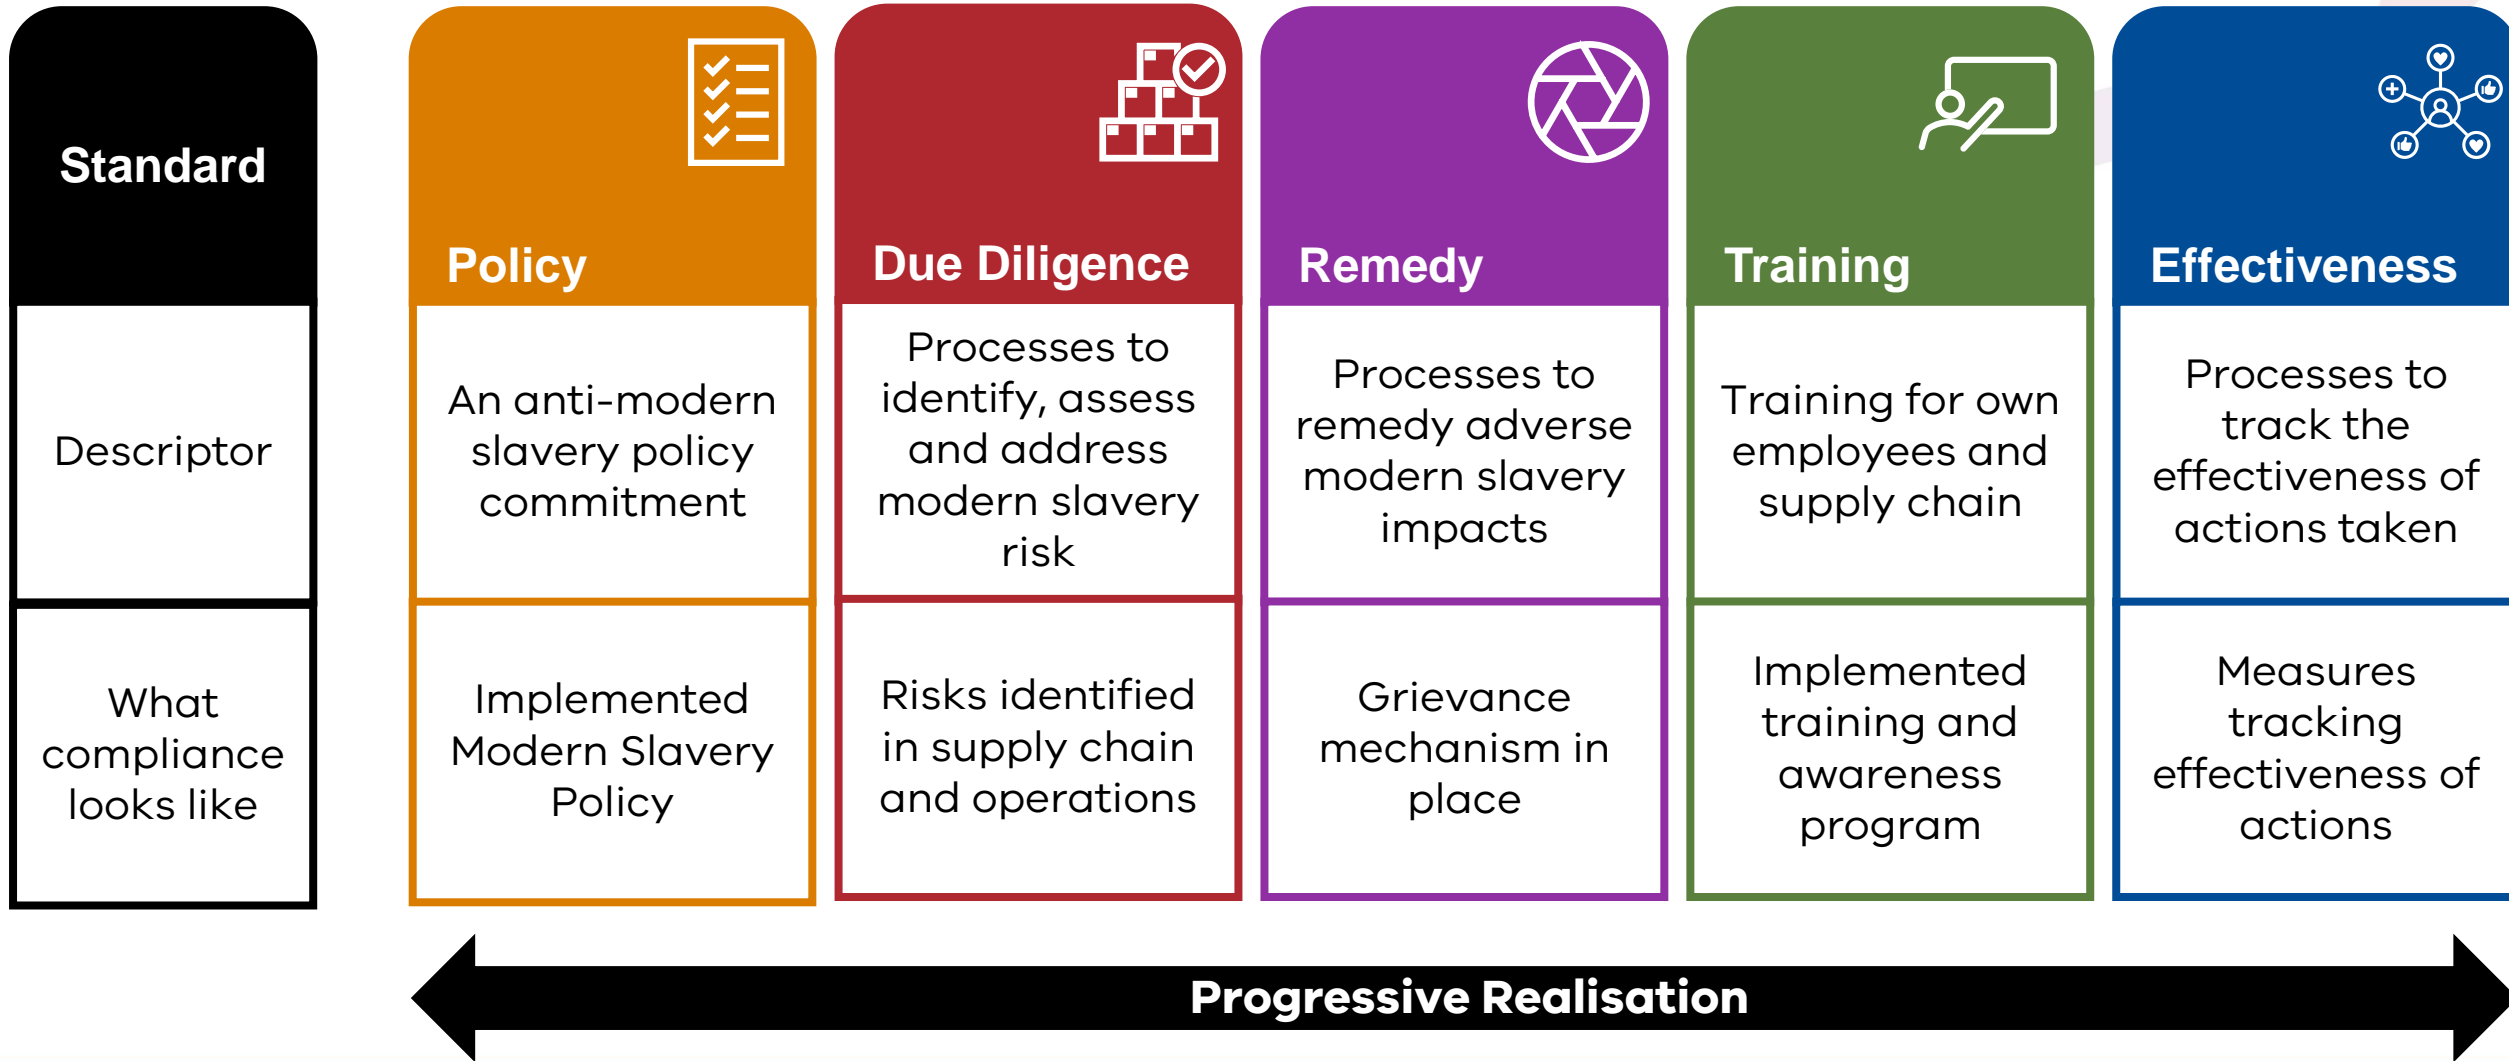 Standard
Descriptor
What
compliance
looks like
Policy
An anti-modern
slavery policy
commitment
Implemented
Modern Slavery
Policy
Due Diligence
Processes to
identify, assess
and address
modern slavery
risk
Risks identified
in supply chain
and operations
Remedy
Processes to
remedy adverse
modern slavery
impacts
Grievance
mechanism in
place
Training
Training for own
employees and
supply chain
Implemented
training and
awareness
program
Effectiveness
Processes to
track the
effectiveness of
actions taken
Measures
tracking
effectiveness of
actions
Progressive Realisation